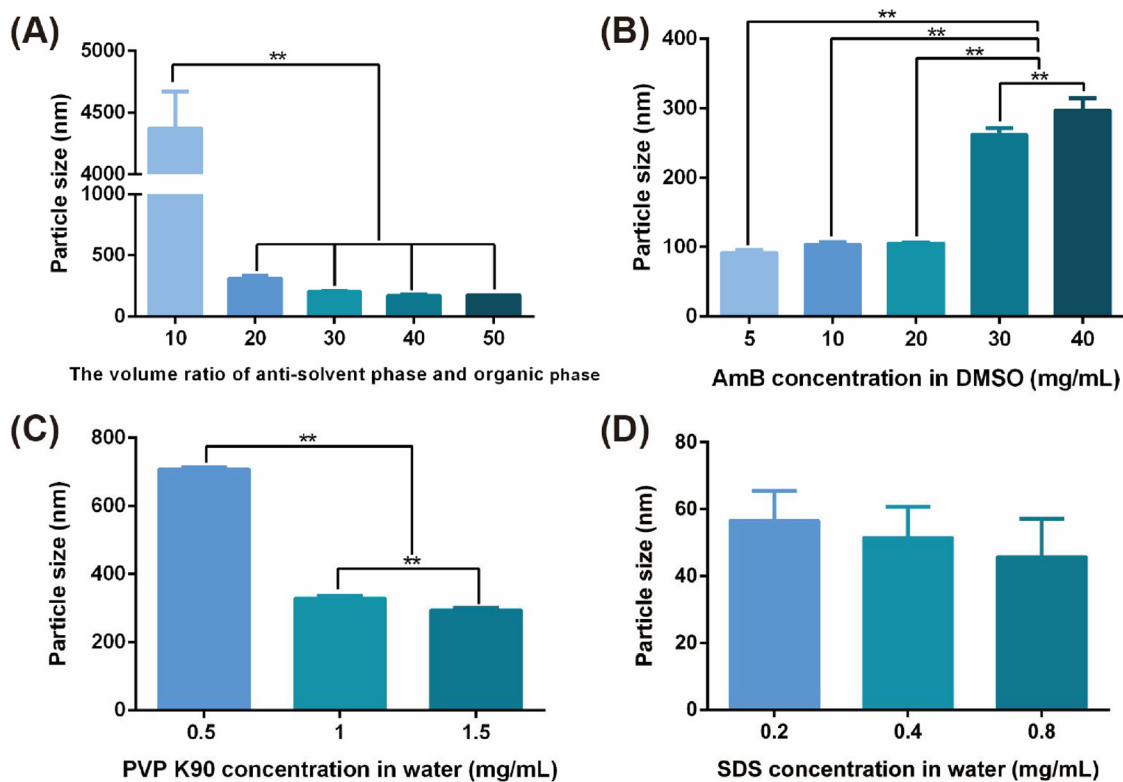 (A)
Particle size (nm)
5000
4500
4000
1000
500
0
**
10 20 30 40 50
The volume ratio of anti-solvent phase and organic phase
(B)
Particle size (nm)
400
300
200
100
0
**
**
**
**
5 10 20 30 40
AmB concentration in DMSO (mg/mL)
(C)
Particle size (nm)
800
600
400
200
0
**
**
0.5 1 1.5
PVP K90 concentration in water (mg/mL)
(D)
Particle size (nm)
80
60
40
20
0
0.2 0.4 0.8
SDS concentration in water (mg/mL)